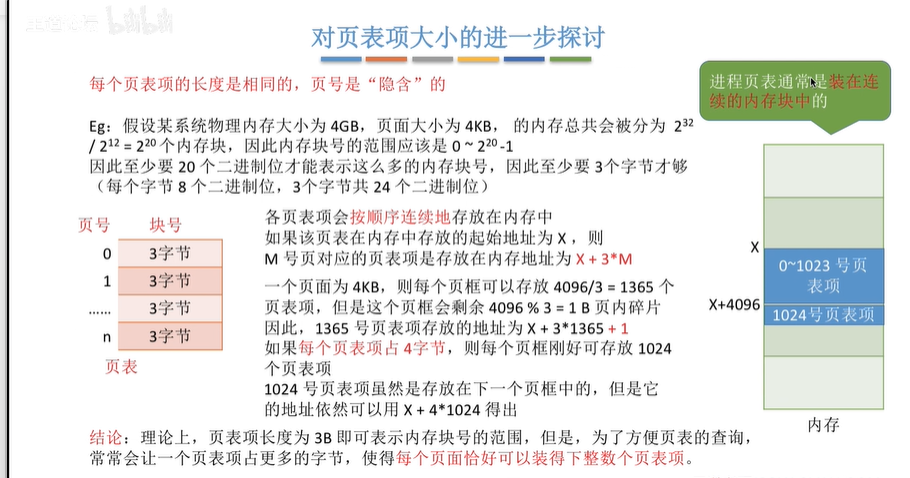 对页表项大小的进一步探讨
每个页表项的长度是相同的，页号是“隐含”的
进程页表通常是装在连
续的内存块中的
Eg：假设某系统物理内存大小为 4GB，页面大小为 4KB， 的内存总共会被分为 2³²
/ 2¹² = 2²⁰ 个内存块，因此内存块号的范围应该是 0 ~ 2²⁰ -1
因此至少要 20 个二进制位才能表示这么多的内存块号，因此至少要 3个字节才够
（每个字节 8 个二进制位，3个字节共 24 个二进制位）
页号 块号
0 3字节
1 3字节
…… 3字节
n 3字节
页表
各页表项会按顺序连续地存放在内存中
如果该页表在内存中存放的起始地址为 X ，则
M 号页对应的页表项是存放在内存地址为 X + 3*M
一个页面为 4KB，则每个页框可以存放 4096/3 = 1365 个
页表项，但是这个页框会剩余 4096 % 3 = 1 B 页内碎片
因此，1365 号页表项存放的地址为 X + 3*1365 + 1
如果每个页表项占 4字节，则每个页框刚好可存放 1024
个页表项
1024 号页表项虽然是存放在下一个页框中的，但是它
的地址依然可以用 X + 4*1024 得出
X
0~1023 号页
表项
X+4096
1024号页表项
内存
结论：理论上，页表项长度为 3B 即可表示内存块号的范围，但是，为了方便页表的查询，
常常会让一个页表项占更多的字节，使得每个页面恰好可以装得下整数个页表项。